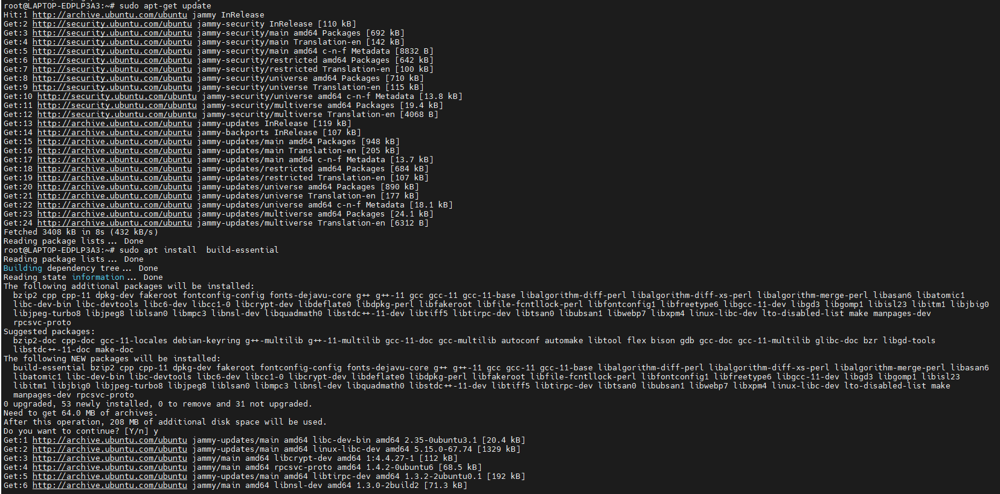 root@LAPTOP-EDPLP3A3:~# sudo apt-get update
Hit:1 http://archive.ubuntu.com/ubuntu jammy InRelease
Get:2 http://security.ubuntu.com/ubuntu jammy-security InRelease [110 kB]
Get:3 http://security.ubuntu.com/ubuntu jammy-security/main amd64 Packages [692 kB]
Get:4 http://security.ubuntu.com/ubuntu jammy-security/main Translation-en [142 kB]
Get:5 http://security.ubuntu.com/ubuntu jammy-security/main amd64 c-n-f Metadata [8832 B]
Get:6 http://security.ubuntu.com/ubuntu jammy-security/restricted amd64 Packages [642 kB]
Get:7 http://security.ubuntu.com/ubuntu jammy-security/restricted Translation-en [100 kB]
Get:8 http://security.ubuntu.com/ubuntu jammy-security/universe amd64 Packages [710 kB]
Get:9 http://security.ubuntu.com/ubuntu jammy-security/universe Translation-en [115 kB]
Get:10 http://security.ubuntu.com/ubuntu jammy-security/universe amd64 c-n-f Metadata [13.8 kB]
Get:11 http://security.ubuntu.com/ubuntu jammy-security/multiverse amd64 Packages [19.4 kB]
Get:12 http://security.ubuntu.com/ubuntu jammy-security/multiverse Translation-en [4068 B]
Get:13 http://archive.ubuntu.com/ubuntu jammy-updates InRelease [119 kB]
Get:14 http://archive.ubuntu.com/ubuntu jammy-backports InRelease [107 kB]
Get:15 http://archive.ubuntu.com/ubuntu jammy-updates/main amd64 Packages [948 kB]
Get:16 http://archive.ubuntu.com/ubuntu jammy-updates/main Translation-en [205 kB]
Get:17 http://archive.ubuntu.com/ubuntu jammy-updates/main amd64 c-n-f Metadata [13.7 kB]
Get:18 http://archive.ubuntu.com/ubuntu jammy-updates/restricted amd64 Packages [684 kB]
Get:19 http://archive.ubuntu.com/ubuntu jammy-updates/restricted Translation-en [107 kB]
Get:20 http://archive.ubuntu.com/ubuntu jammy-updates/universe amd64 Packages [890 kB]
Get:21 http://archive.ubuntu.com/ubuntu jammy-updates/universe Translation-en [177 kB]
Get:22 http://archive.ubuntu.com/ubuntu jammy-updates/universe amd64 c-n-f Metadata [18.1 kB]
Get:23 http://archive.ubuntu.com/ubuntu jammy-updates/multiverse amd64 Packages [24.1 kB]
Get:24 http://archive.ubuntu.com/ubuntu jammy-updates/multiverse Translation-en [6312 B]
Fetched 3408 kB in 8s (432 kB/s)
Reading package lists... Done
root@LAPTOP-EDPLP3A3:~# sudo apt install  build-essential
Reading package lists... Done
Building dependency tree... Done
Reading state information... Done
The following additional packages will be installed:
  bzip2 cpp cpp-11 dpkg-dev fakeroot fontconfig-config fonts-dejavu-core g++ g++-11 gcc gcc-11 gcc-11-base libalgorithm-diff-perl libalgorithm-diff-xs-perl libalgorithm-merge-perl libasan6 libatomic1
  libc-dev-bin libc-devtools libc6-dev libcc1-0 libcrypt-dev libdeflate0 libdpkg-perl libfakeroot libfile-fcntllock-perl libfontconfig1 libfreetype6 libgcc-11-dev libgd3 libgomp1 libisl23 libitm1 libjbig0
  libjpeg-turbo8 libjpeg8 liblsan0 libmpc3 libnsl-dev libquadmath0 libstdc++-11-dev libtiff5 libtirpc-dev libtsan0 libubsan1 libwebp7 libxpm4 linux-libc-dev lto-disabled-list make manpages-dev
  rpcsvc-proto
Suggested packages:
  bzip2-doc cpp-doc gcc-11-locales debian-keyring g++-multilib g++-11-multilib gcc-11-doc gcc-multilib autoconf automake libtool flex bison gdb gcc-doc gcc-11-multilib glibc-doc bzr libgd-tools
  libstdc++-11-doc make-doc
The following NEW packages will be installed:
  build-essential bzip2 cpp cpp-11 dpkg-dev fakeroot fontconfig-config fonts-dejavu-core g++ g++-11 gcc gcc-11 gcc-11-base libalgorithm-diff-perl libalgorithm-diff-xs-perl libalgorithm-merge-perl libasan6
  libatomic1 libc-dev-bin libc-devtools libc6-dev libcc1-0 libcrypt-dev libdeflate0 libdpkg-perl libfakeroot libfile-fcntllock-perl libfontconfig1 libfreetype6 libgcc-11-dev libgd3 libgomp1 libisl23
  libitm1 libjbig0 libjpeg-turbo8 libjpeg8 liblsan0 libmpc3 libnsl-dev libquadmath0 libstdc++-11-dev libtiff5 libtirpc-dev libtsan0 libubsan1 libwebp7 libxpm4 linux-libc-dev lto-disabled-list make
  manpages-dev rpcsvc-proto
0 upgraded, 53 newly installed, 0 to remove and 31 not upgraded.
Need to get 64.0 MB of archives.
After this operation, 208 MB of additional disk space will be used.
Do you want to continue? [Y/n] y
Get:1 http://archive.ubuntu.com/ubuntu jammy-updates/main amd64 libc-dev-bin amd64 2.35-0ubuntu3.1 [20.4 kB]
Get:2 http://archive.ubuntu.com/ubuntu jammy-updates/main amd64 linux-libc-dev amd64 5.15.0-67.74 [1329 kB]
Get:3 http://archive.ubuntu.com/ubuntu jammy/main amd64 libcrypt-dev amd64 1:4.4.27-1 [112 kB]
Get:4 http://archive.ubuntu.com/ubuntu jammy/main amd64 rpcsvc-proto amd64 1.4.2-0ubuntu6 [68.5 kB]
Get:5 http://archive.ubuntu.com/ubuntu jammy-updates/main amd64 libtirpc-dev amd64 1.3.2-2ubuntu0.1 [192 kB]
Get:6 http://archive.ubuntu.com/ubuntu jammy/main amd64 libnsl-dev amd64 1.3.0-2build2 [71.3 kB]